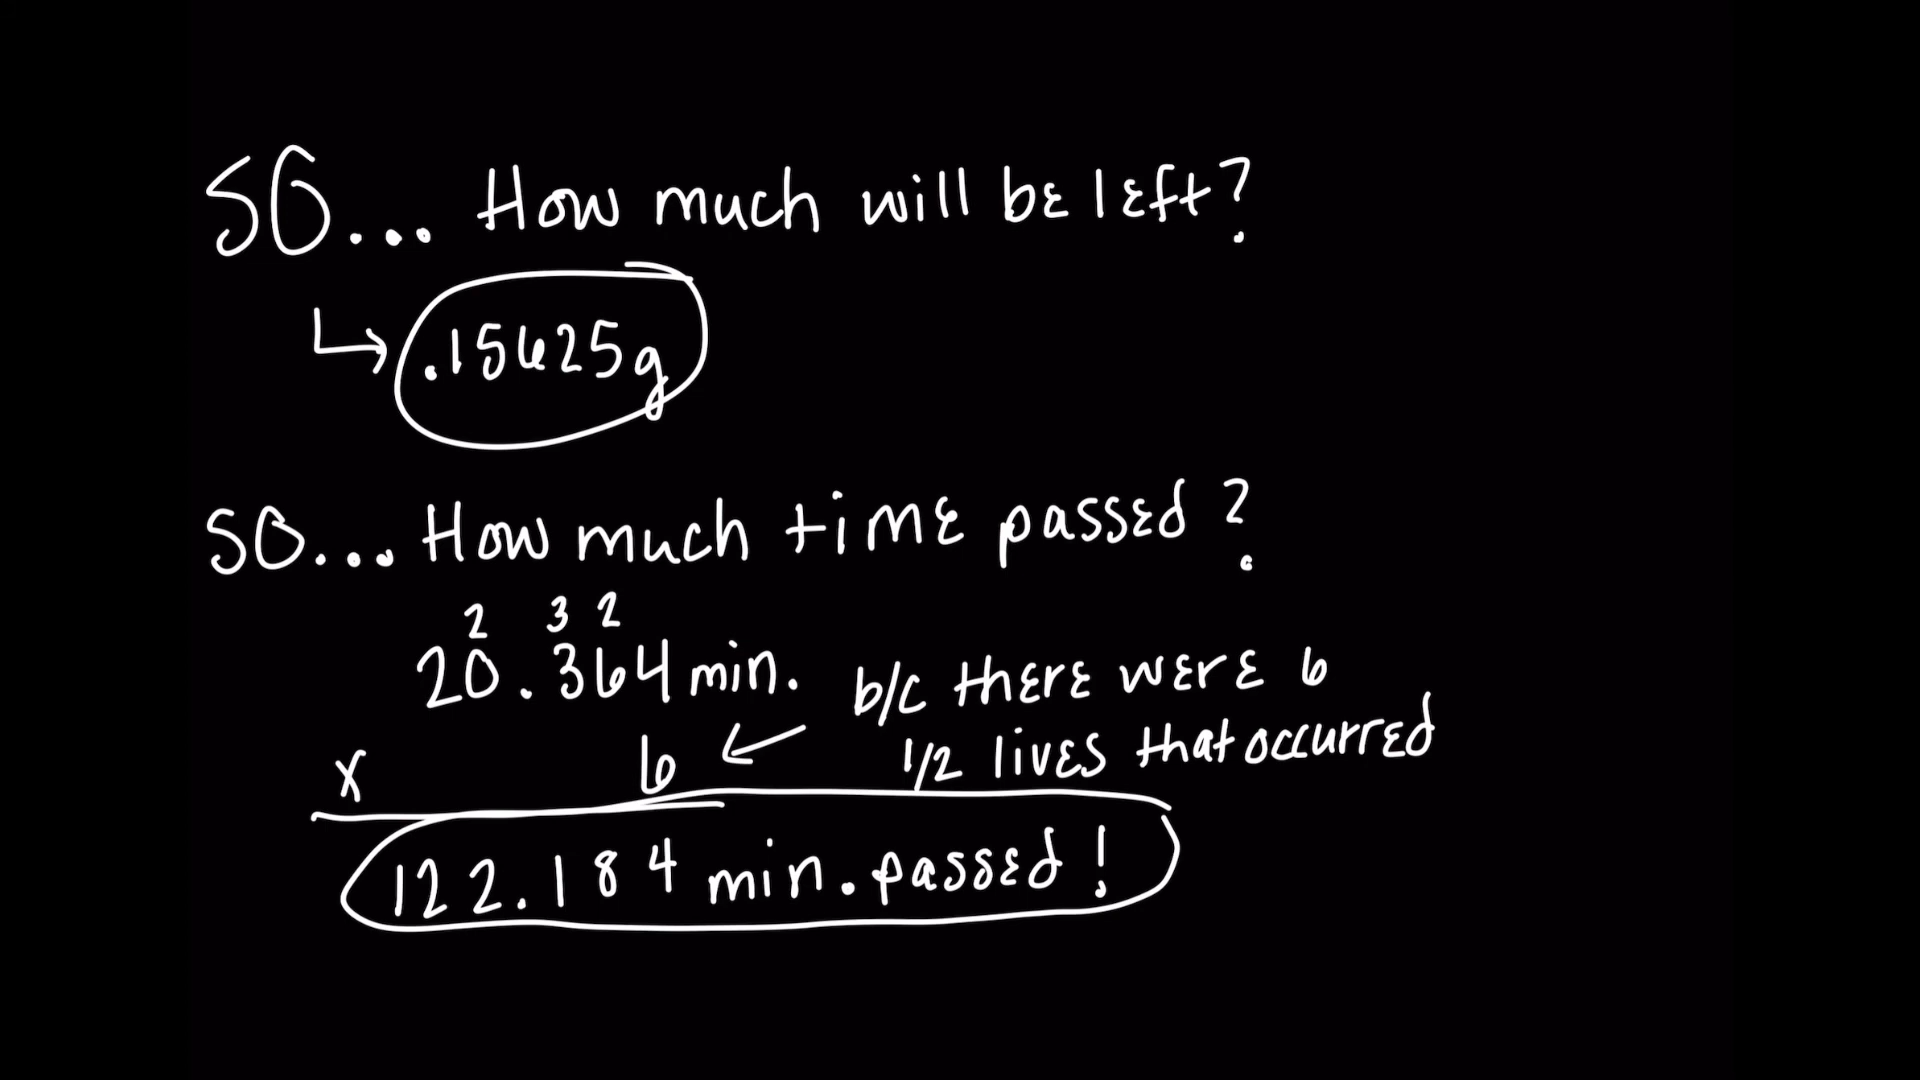 SO... How much will be left?
↳ .15625g
SO... How much time passed?
2 3 2
20.364 min. b/c there were 6
x 6 ← 1/2 lives that occurred
122.184 min. passed!